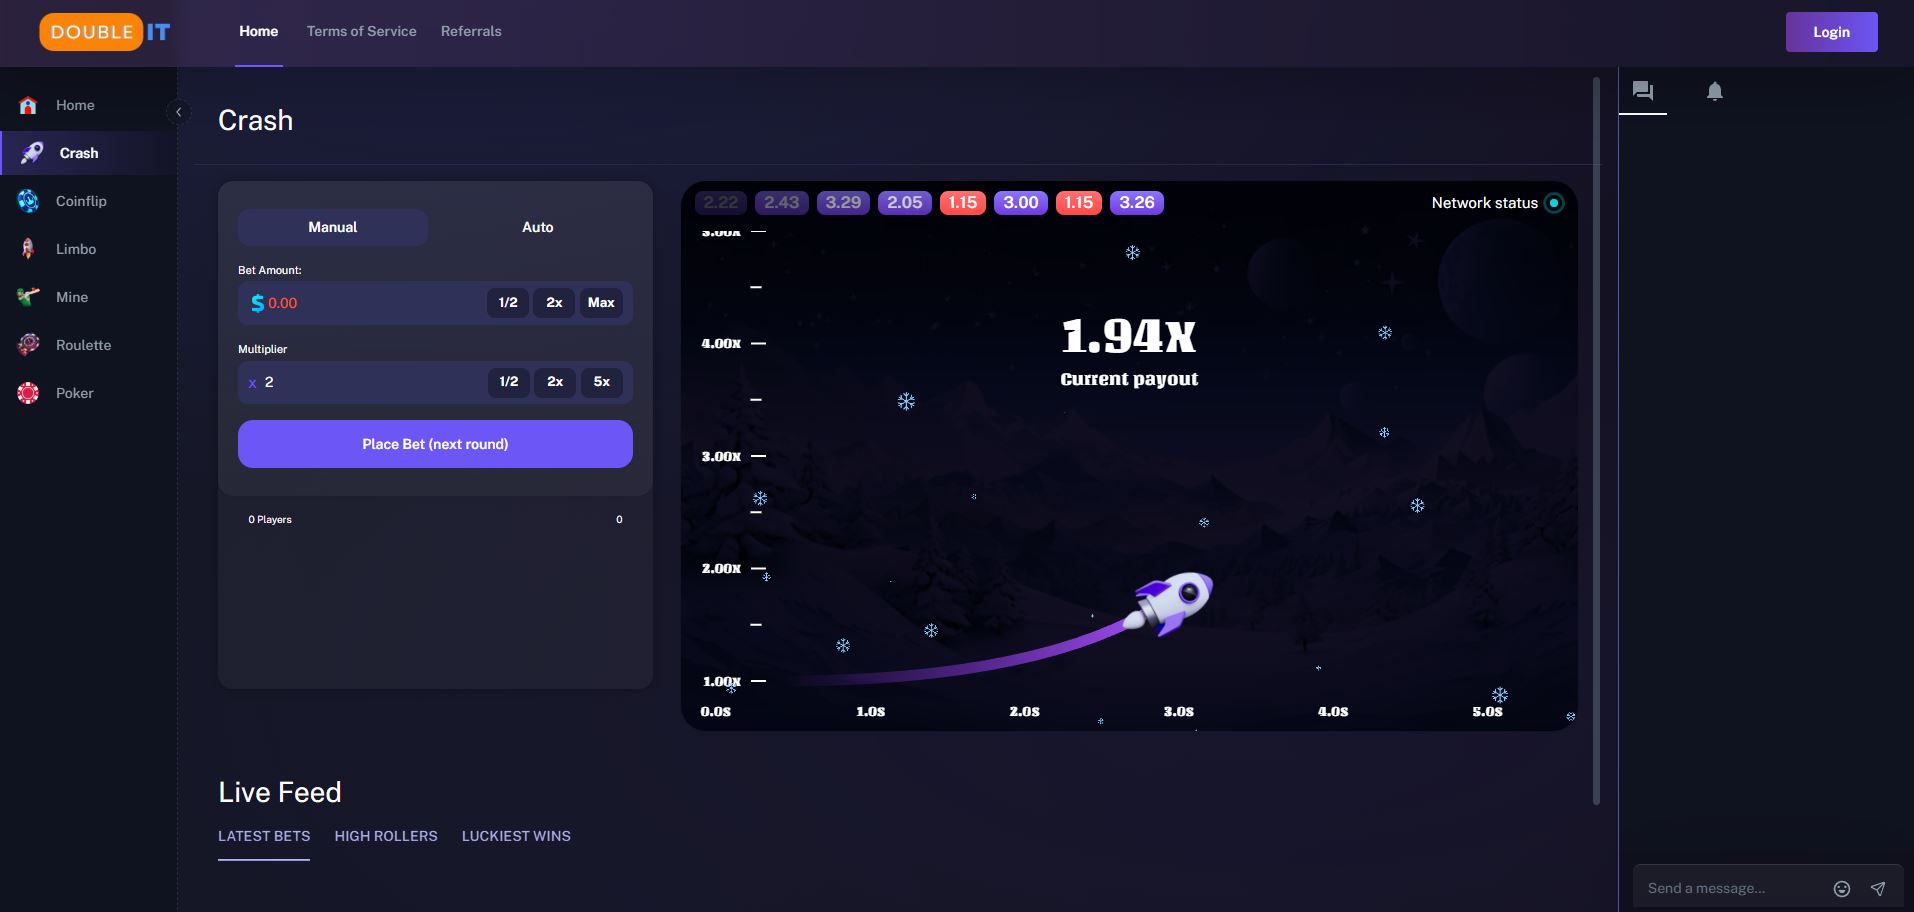 DOUBLE IT
Home Terms of Service Referrals
Login
Home
Crash
Coinflip
Limbo
Mine
Roulette
Poker
Crash
Manual Auto
Bet Amount:
$ 0.00 1/2 2x Max
Multiplier
x 2 1/2 2x 5x
Place Bet (next round)
0 Players 0
2.22 2.43 3.29 2.05 1.15 3.00 1.15 3.26
Network status
5.00X
4.00X
3.00X
2.00X
1.00X
1.94X
Current payout
0.0S 1.0S 2.0S 3.0S 4.0S 5.0S
Live Feed
LATEST BETS HIGH ROLLERS LUCKIEST WINS
Send a message...